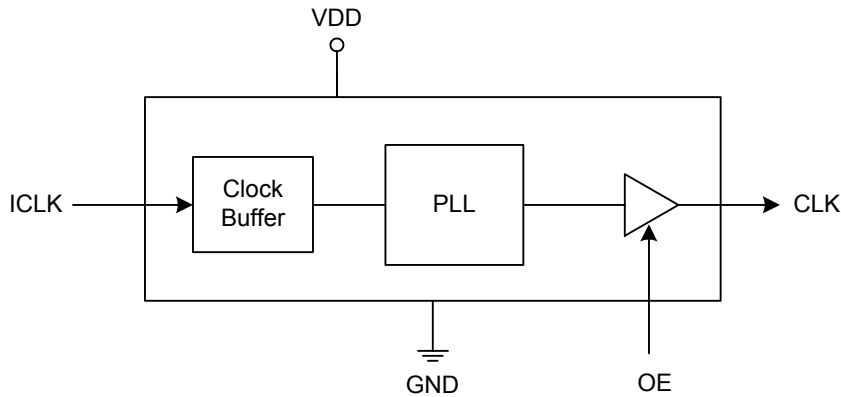 VDD
ICLK
Clock
Buffer
PLL
CLK
GND
OE